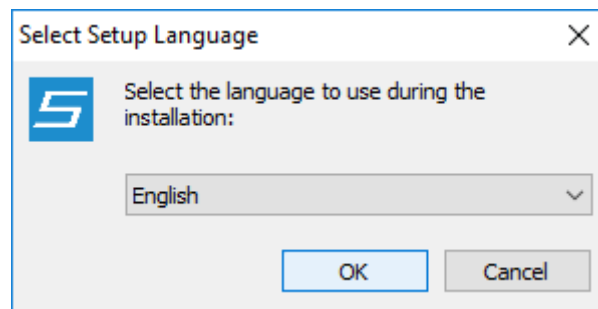 Select Setup Language
Select the language to use during the
installation:
English
OK
Cancel